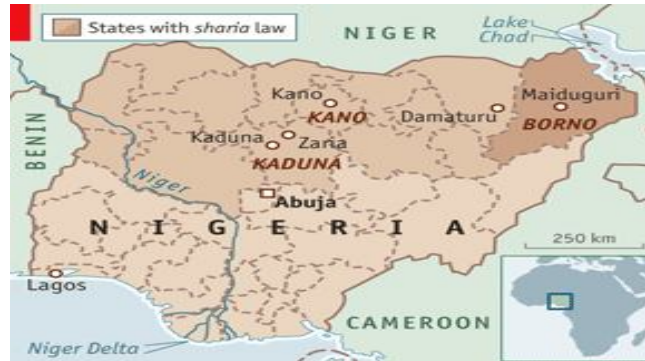 States with sharia law
NIGER
Lake
Chad
Kano
KANO
Damaturu
Maiduguri
BORNO
Kaduna
Zaria
KADUNA
BENIN
Niger
Abuja
NIGERIA
250 km
Lagos
CAMEROON
Niger Delta